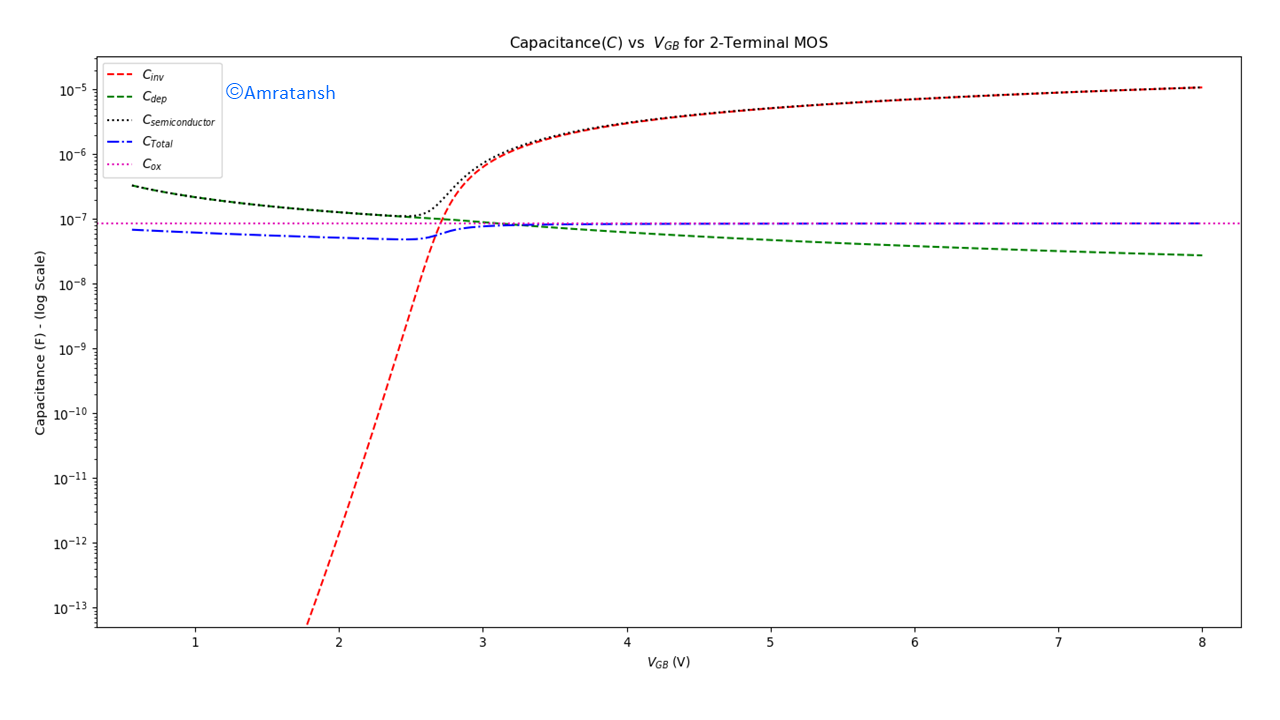 Capacitance(C) vs V_GB for 2-Terminal MOS
C_inv
C_dep
C_semiconductor
C_Total
C_ox
©Amratansh
Capacitance (F) - (log Scale)
10⁻⁵
10⁻⁶
10⁻⁷
10⁻⁸
10⁻⁹
10⁻¹⁰
10⁻¹¹
10⁻¹²
10⁻¹³
1 2 3 4 5 6 7 8
V_GB (V)